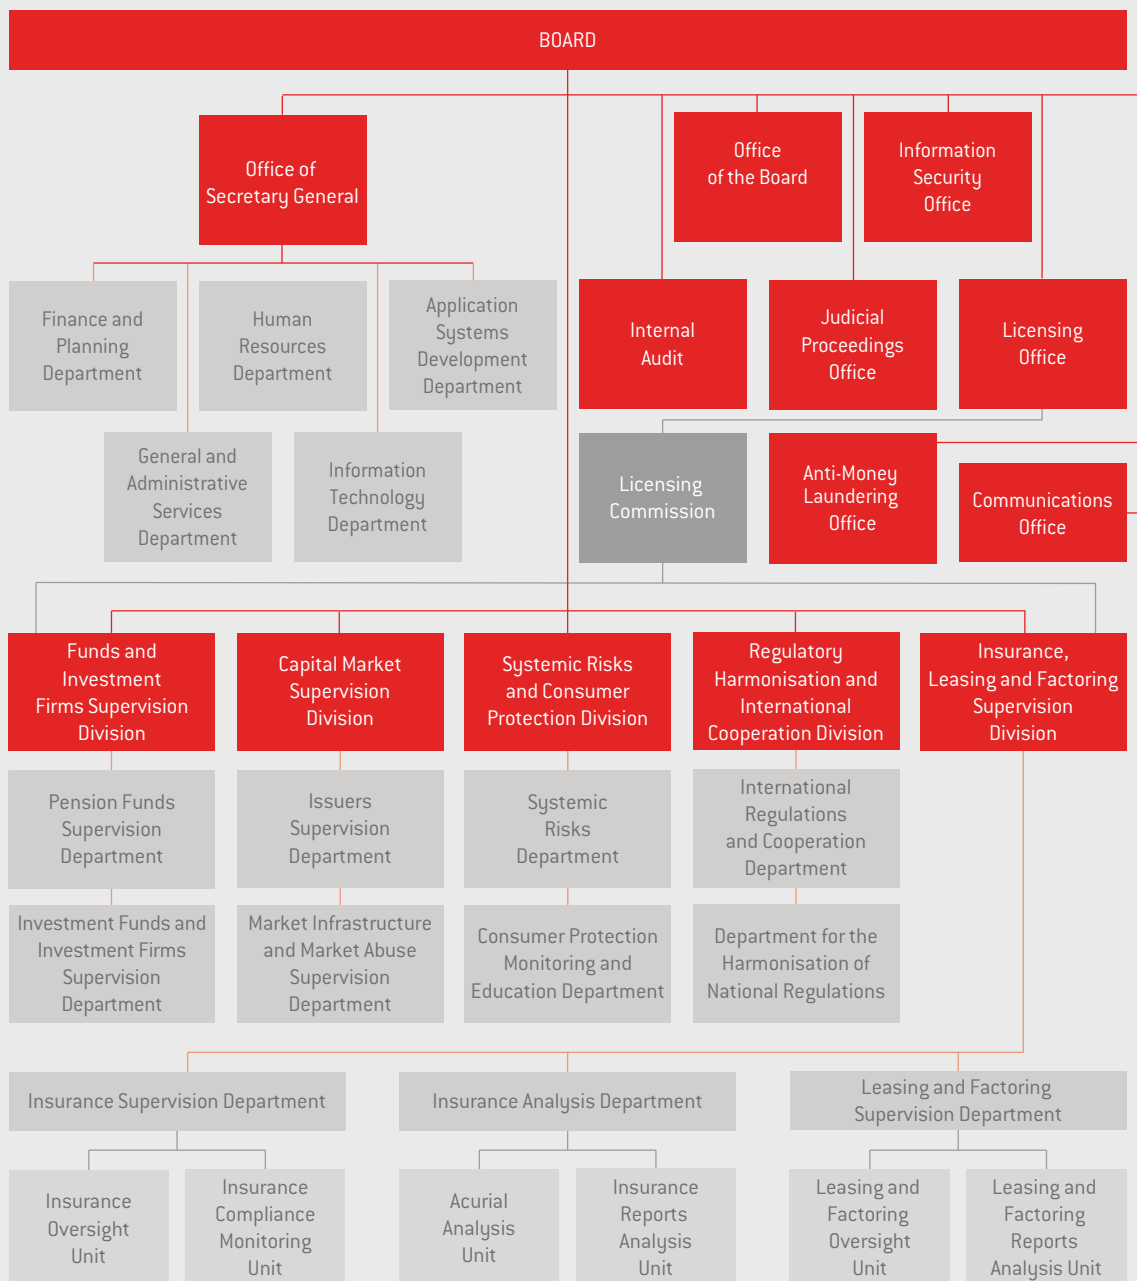 BOARD
Office of
Secretary General
Office
of the Board
Information
Security
Office
Finance and
Planning
Department
Human
Resources
Department
Application
Systems
Development
Department
Internal
Audit
Judicial
Proceedings
Office
Licensing
Office
General and
Administrative
Services
Department
Information
Technology
Department
Licensing
Commission
Anti-Money
Laundering
Office
Communications
Office
Funds and
Investment
Firms Supervision
Division
Capital Market
Supervision
Division
Systemic Risks
and Consumer
Protection Division
Regulatory
Harmonisation and
International
Cooperation Division
Insurance,
Leasing and Factoring
Supervision
Division
Pension Funds
Supervision
Department
Issuers
Supervision
Department
Systemic
Risks
Department
International
Regulations
and Cooperation
Department
Investment Funds and
Investment Firms
Supervision
Department
Market Infrastructure
and Market Abuse
Supervision
Department
Consumer Protection
Monitoring and
Education Department
Department for the
Harmonisation of
National Regulations
Insurance Supervision Department
Insurance Analysis Department
Leasing and Factoring
Supervision Department
Insurance
Oversight
Unit
Insurance
Compliance
Monitoring
Unit
Acurial
Analysis
Unit
Insurance
Reports
Analysis
Unit
Leasing and
Factoring
Oversight
Unit
Leasing and
Factoring
Reports
Analysis Unit